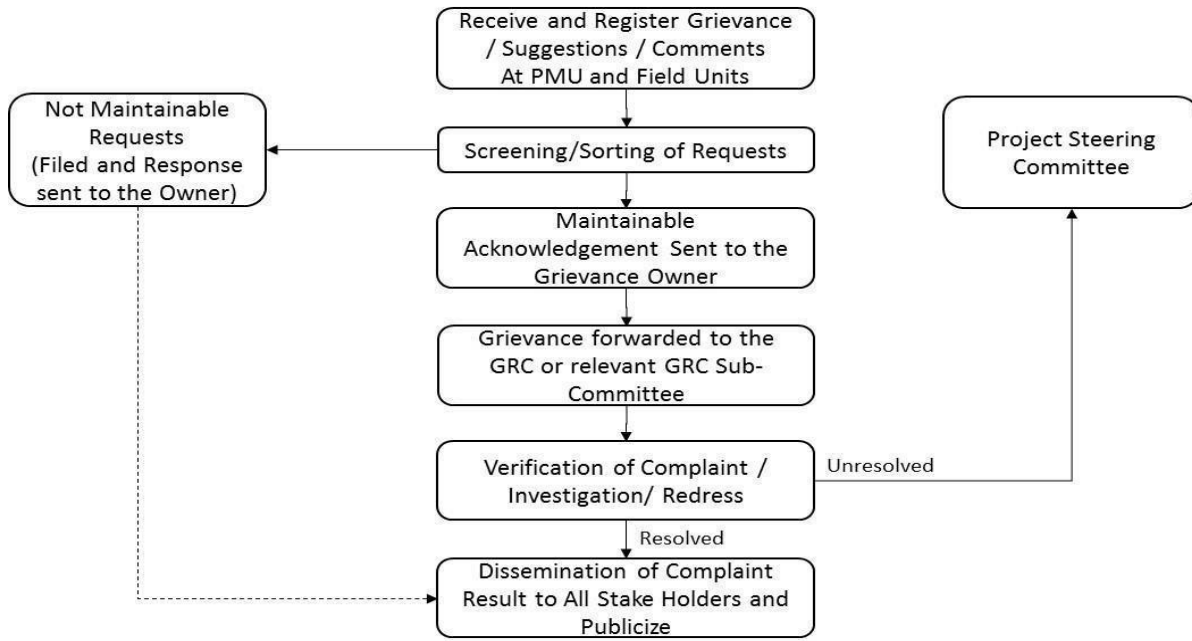 Receive and Register Grievance
/ Suggestions / Comments
At PMU and Field Units
Not Maintainable
Requests
(Filed and Response
sent to the Owner)
Screening/Sorting of Requests
Project Steering
Committee
Maintainable
Acknowledgement Sent to the
Grievance Owner
Grievance forwarded to the
GRC or relevant GRC Sub-
Committee
Verification of Complaint /
Investigation/ Redress
Unresolved
Resolved
Dissemination of Complaint
Result to All Stake Holders and
Publicize